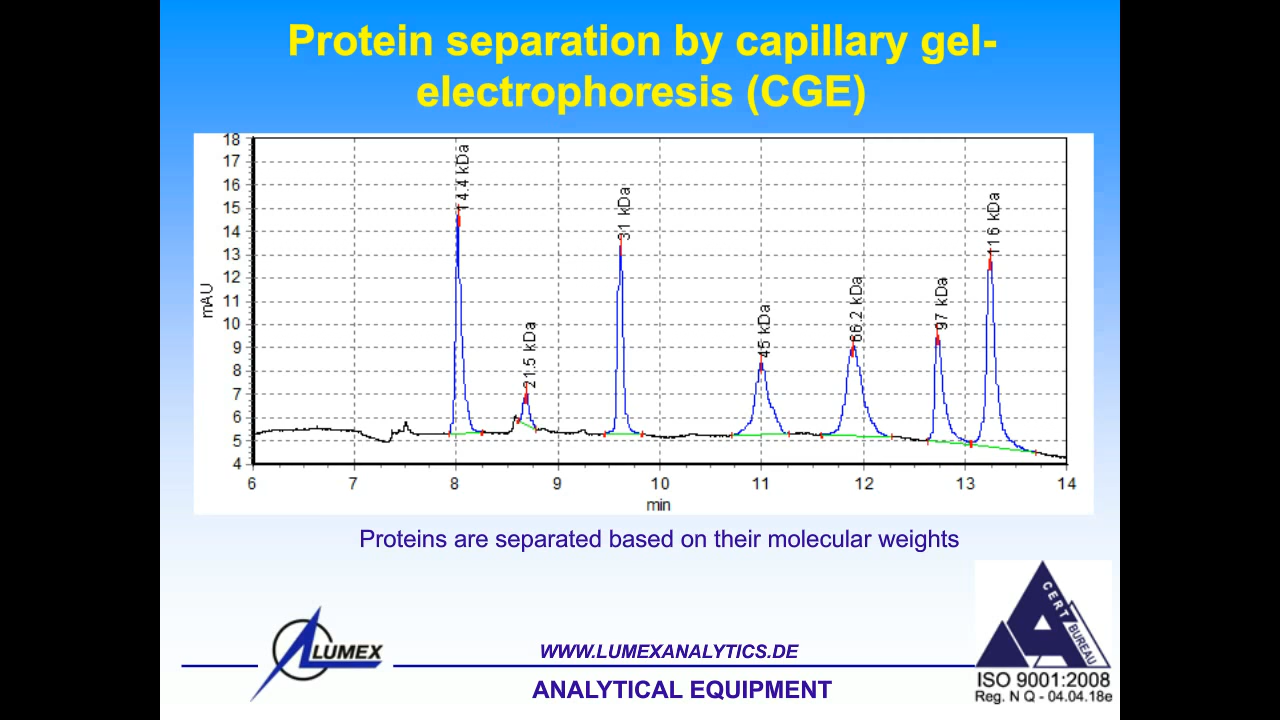 Protein separation by capillary gel-
electrophoresis (CGE)
18
17
16
15
14
13
12
11
10
9
8
7
6
5
4
mAU
14.4 kDa
21.5 kDa
31 kDa
45 kDa
66.2 kDa
97 kDa
116 kDa
6 7 8 9 10 11 12 13 14
min
Proteins are separated based on their molecular weights
LUMEX
WWW.LUMEXANALYTICS.DE
ANALYTICAL EQUIPMENT
CERT
BUREAU
ISO 9001:2008
Reg. N Q - 04.04.18e